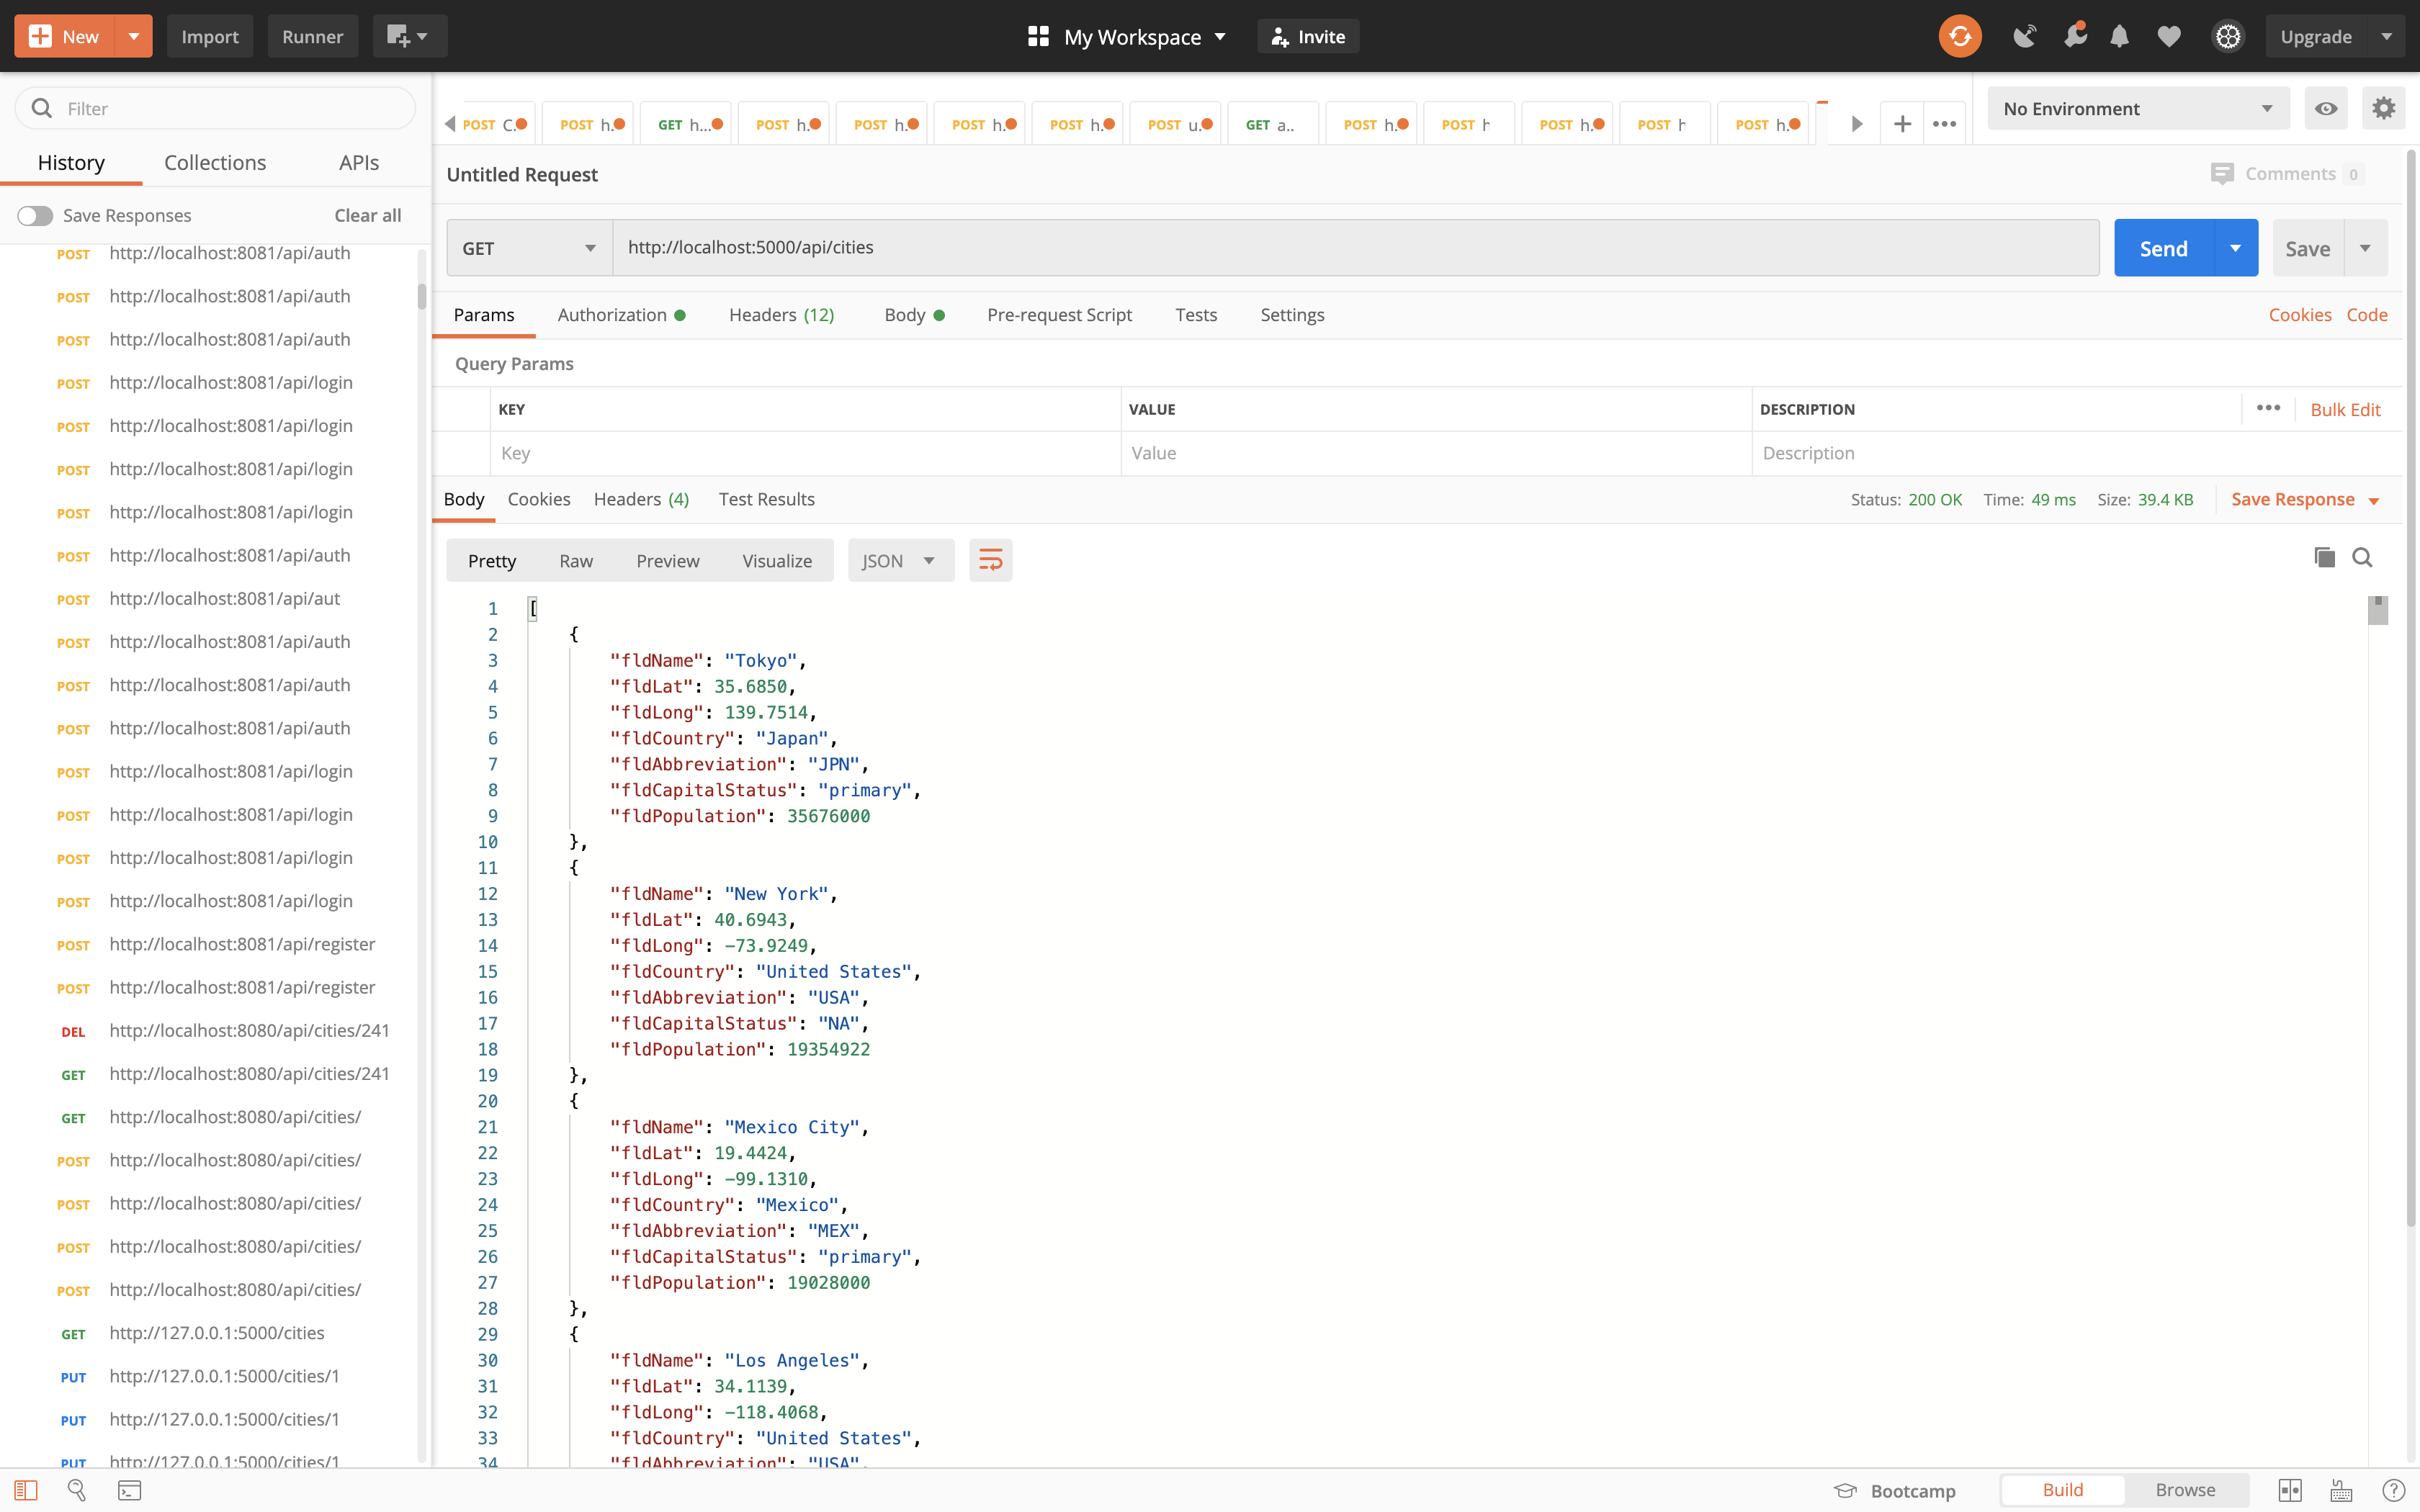 New
Import
Runner
My Workspace
Invite
Upgrade
Filter
History Collections APIs
Save Responses Clear all
POST http://localhost:8081/api/auth
POST http://localhost:8081/api/auth
POST http://localhost:8081/api/auth
POST http://localhost:8081/api/login
POST http://localhost:8081/api/login
POST http://localhost:8081/api/login
POST http://localhost:8081/api/login
POST http://localhost:8081/api/auth
POST http://localhost:8081/api/aut
POST http://localhost:8081/api/auth
POST http://localhost:8081/api/auth
POST http://localhost:8081/api/auth
POST http://localhost:8081/api/login
POST http://localhost:8081/api/login
POST http://localhost:8081/api/login
POST http://localhost:8081/api/login
POST http://localhost:8081/api/register
POST http://localhost:8081/api/register
DEL http://localhost:8080/api/cities/241
GET http://localhost:8080/api/cities/241
GET http://localhost:8080/api/cities/
POST http://localhost:8080/api/cities/
POST http://localhost:8080/api/cities/
POST http://localhost:8080/api/cities/
POST http://localhost:8080/api/cities/
GET http://127.0.0.1:5000/cities
PUT http://127.0.0.1:5000/cities/1
PUT http://127.0.0.1:5000/cities/1
PUT http://127.0.0.1:5000/cities/1
POST C. POST h. GET h... POST h. POST h. POST h. POST h. POST u. GET a.. POST h. POST h POST h. POST h POST h.
No Environment
Untitled Request
Comments 0
GET http://localhost:5000/api/cities Send Save
Params Authorization Headers (12) Body Pre-request Script Tests Settings Cookies Code
Query Params
KEY VALUE DESCRIPTION ••• Bulk Edit
Key Value Description
Body Cookies Headers (4) Test Results Status: 200 OK Time: 49 ms Size: 39.4 KB Save Response
Pretty Raw Preview Visualize JSON
1 [
2 {
3 "fldName": "Tokyo",
4 "fldLat": 35.6850,
5 "fldLong": 139.7514,
6 "fldCountry": "Japan",
7 "fldAbbreviation": "JPN",
8 "fldCapitalStatus": "primary",
9 "fldPopulation": 35676000
10 },
11 {
12 "fldName": "New York",
13 "fldLat": 40.6943,
14 "fldLong": -73.9249,
15 "fldCountry": "United States",
16 "fldAbbreviation": "USA",
17 "fldCapitalStatus": "NA",
18 "fldPopulation": 19354922
19 },
20 {
21 "fldName": "Mexico City",
22 "fldLat": 19.4424,
23 "fldLong": -99.1310,
24 "fldCountry": "Mexico",
25 "fldAbbreviation": "MEX",
26 "fldCapitalStatus": "primary",
27 "fldPopulation": 19028000
28 },
29 {
30 "fldName": "Los Angeles",
31 "fldLat": 34.1139,
32 "fldLong": -118.4068,
33 "fldCountry": "United States",
34 "fldAbbreviation": "USA",
Bootcamp Build Browse